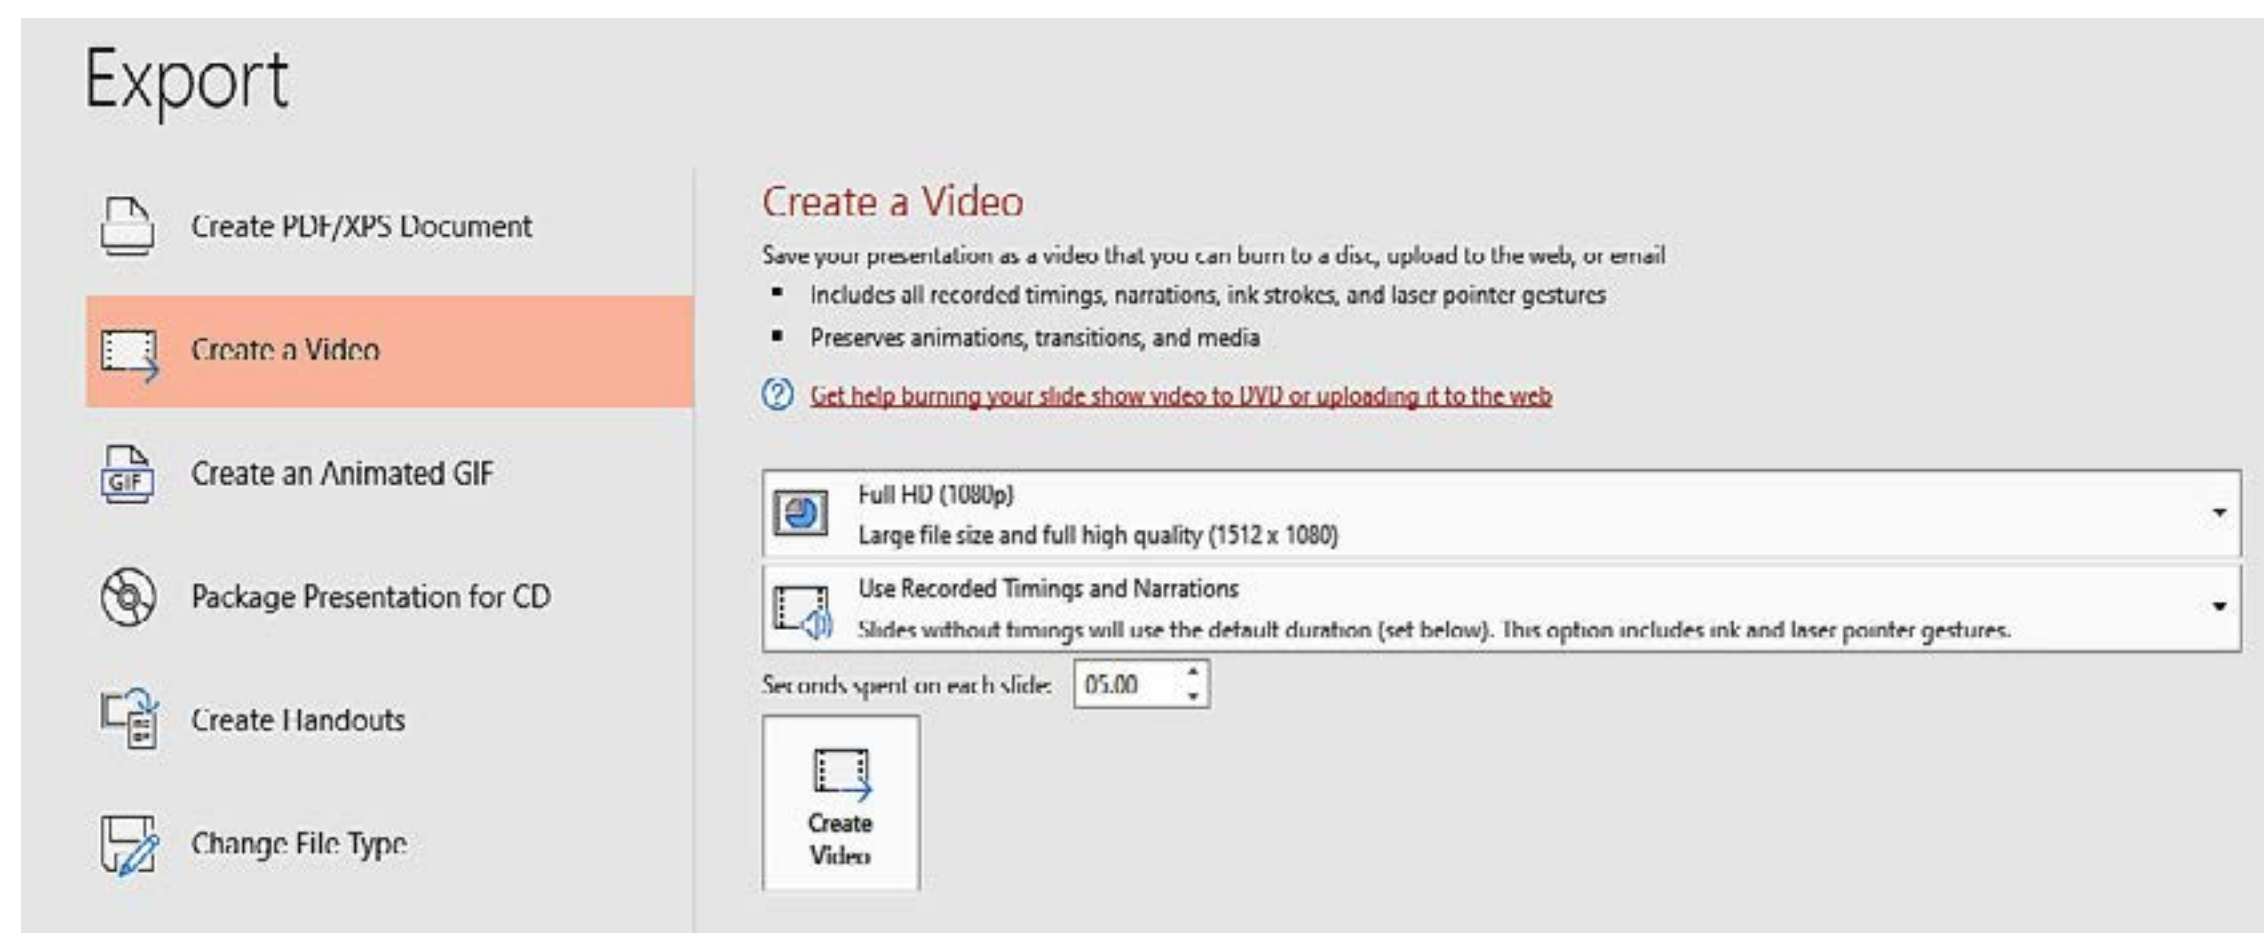 Export
Create PDF/XPS Document
Create a Video
GIF
Create an Animated GIF
Package Presentation for CD
Create Handouts
Change File Type
Create a Video
Save your presentation as a video that you can burn to a disc, upload to the web, or email
▪ Includes all recorded timings, narrations, ink strokes, and laser pointer gestures
▪ Preserves animations, transitions, and media
Get help burning your slide show video to DVD or uploading it to the web
Full HD (1080p)
Large file size and full high quality (1512 x 1080)
Use Recorded Timings and Narrations
Slides without timings will use the default duration (set below). This option includes ink and laser pointer gestures.
Seconds spent on each slide: 05.00
Create
Video